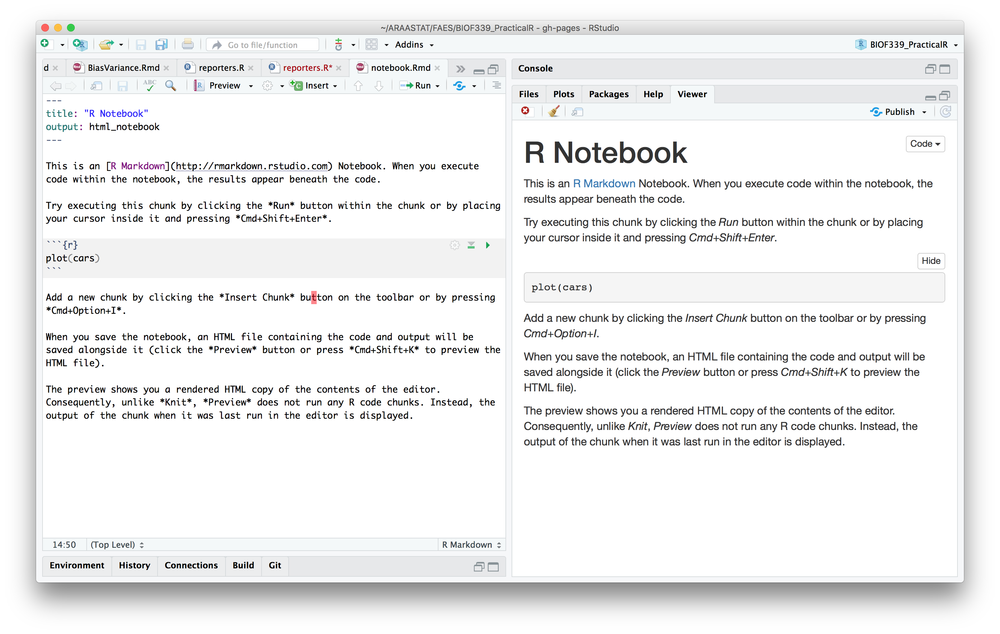 ~/ARAASTAT/FAES/BIOF339_PracticalR - gh-pages - RStudio
Go to file/function
Addins
BIOF339_PracticalR
d
BiasVariance.Rmd
reporters.R
reporters.R*
notebook.Rmd
ABC
Preview
Insert
Run
---
title: "R Notebook"
output: html_notebook
---
This is an [R Markdown](http://rmarkdown.rstudio.com) Notebook. When you execute
code within the notebook, the results appear beneath the code.
Try executing this chunk by clicking the *Run* button within the chunk or by placing
your cursor inside it and pressing *Cmd+Shift+Enter*.
```{r}
plot(cars)
```
Add a new chunk by clicking the *Insert Chunk* button on the toolbar or by pressing
*Cmd+Option+I*.
When you save the notebook, an HTML file containing the code and output will be
saved alongside it (click the *Preview* button or press *Cmd+Shift+K* to preview the
HTML file).
The preview shows you a rendered HTML copy of the contents of the editor.
Consequently, unlike *Knit*, *Preview* does not run any R code chunks. Instead, the
output of the chunk when it was last run in the editor is displayed.
14:50
(Top Level)
R Markdown
Environment
History
Connections
Build
Git
Console
Files
Plots
Packages
Help
Viewer
Publish
R Notebook
Code
This is an R Markdown Notebook. When you execute code within the notebook, the
results appear beneath the code.
Try executing this chunk by clicking the Run button within the chunk or by placing
your cursor inside it and pressing Cmd+Shift+Enter.
Hide
plot(cars)
Add a new chunk by clicking the Insert Chunk button on the toolbar or by pressing
Cmd+Option+I.
When you save the notebook, an HTML file containing the code and output will be
saved alongside it (click the Preview button or press Cmd+Shift+K to preview the
HTML file).
The preview shows you a rendered HTML copy of the contents of the editor.
Consequently, unlike Knit, Preview does not run any R code chunks. Instead, the
output of the chunk when it was last run in the editor is displayed.